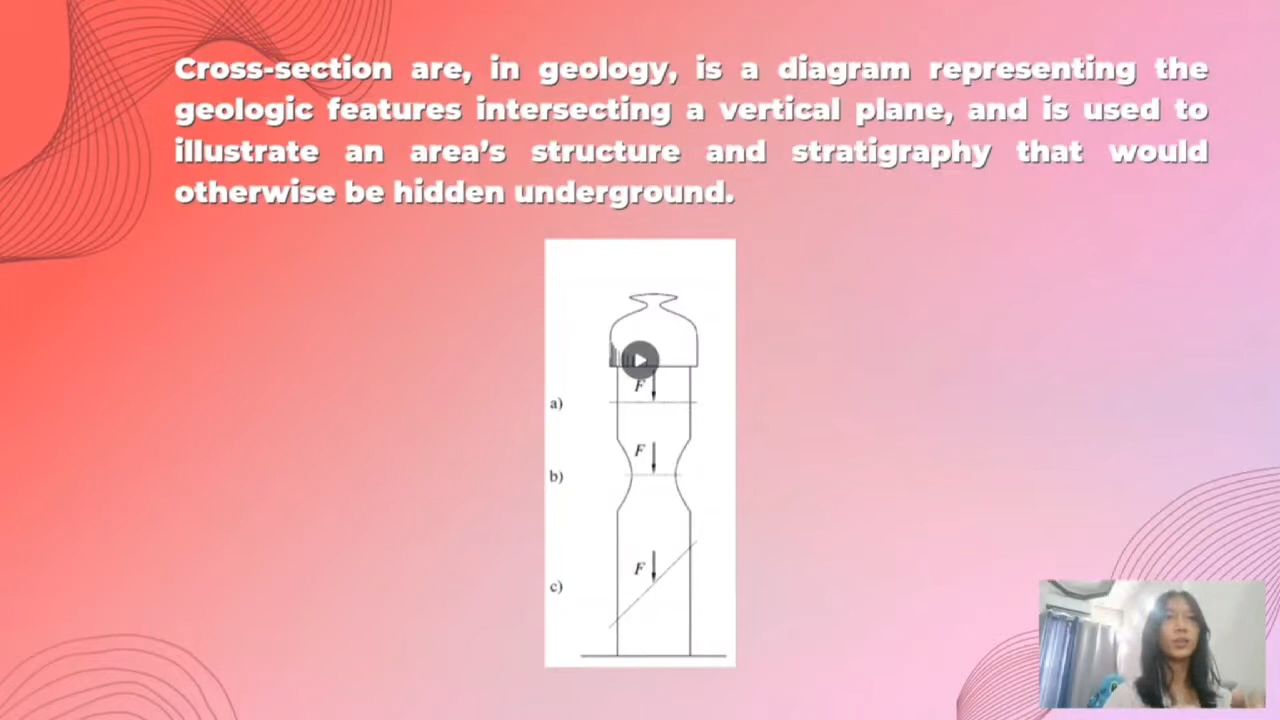 Cross-section are, in geology, is a diagram representing the
geologic features intersecting a vertical plane, and is used to
illustrate an area’s structure and stratigraphy that would
otherwise be hidden underground.
F
a)
F
b)
F
c)